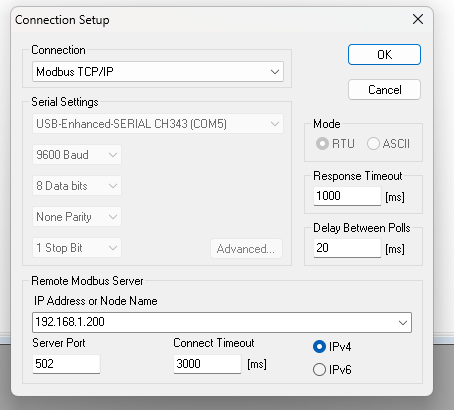 Connection Setup
Connection
Modbus TCP/IP
OK
Cancel
Serial Settings
USB-Enhanced-SERIAL CH343 (COM5)
9600 Baud
8 Data bits
None Parity
1 Stop Bit
Advanced...
Mode
RTU
ASCII
Response Timeout
1000
[ms]
Delay Between Polls
20
[ms]
Remote Modbus Server
IP Address or Node Name
192.168.1.200
Server Port
502
Connect Timeout
3000
[ms]
IPv4
IPv6